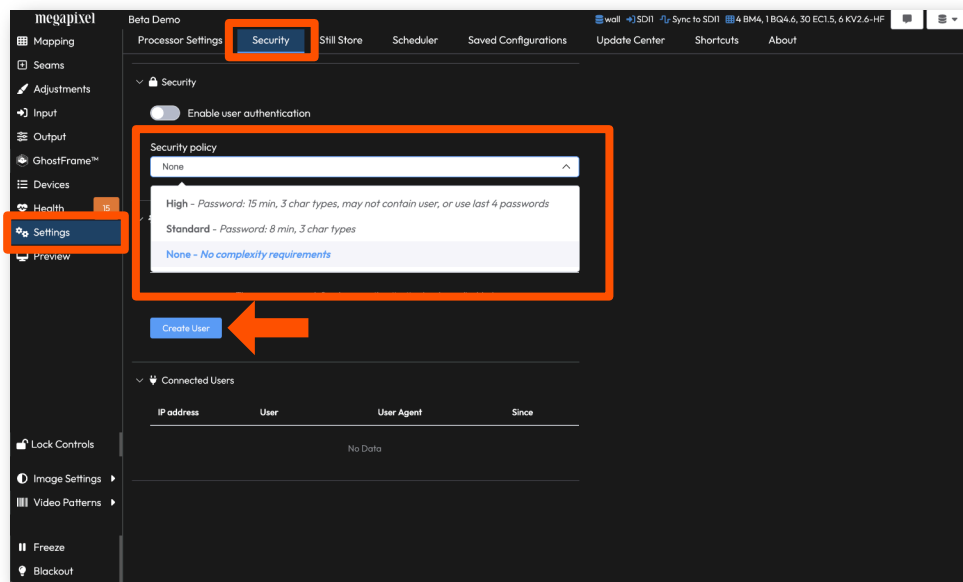 megapixel
Beta Demo
wall SDI1 Sync to SDI1 4 BM4, 1 BQ4.6, 30 EC1.5, 6 KV2.6-HF
Mapping
Seams
Adjustments
Input
Output
GhostFrame™
Devices
Health 15
Settings
Preview
Lock Controls
Image Settings
Video Patterns
Freeze
Blackout
Processor Settings Security Still Store Scheduler Saved Configurations Update Center Shortcuts About
Security
Enable user authentication
Security policy
None
High - Password: 15 min, 3 char types, may not contain user, or use last 4 passwords
Standard - Password: 8 min, 3 char types
None - No complexity requirements
Create User
Connected Users
IP address User User Agent Since
No Data